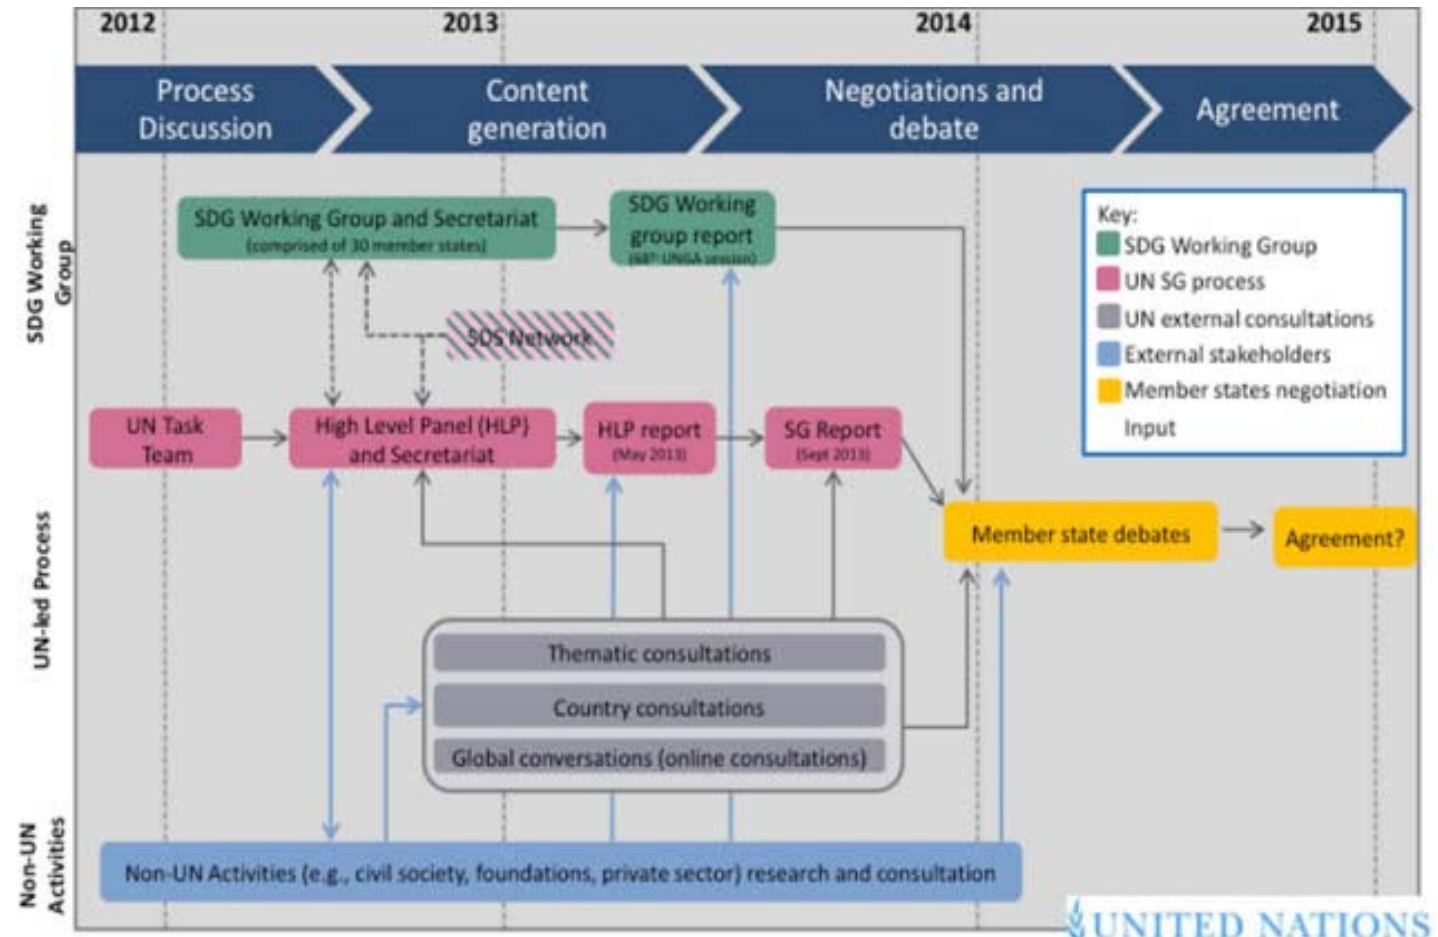 2012
2013
2014
2015
Process
Discussion
Content
generation
Negotiations and
debate
Agreement
SDG Working
Group
SDG Working Group and Secretariat
(comprised of 30 member states)
SDG Working
group report
(68th UNGA session)
Key:
SDG Working Group
UN SG process
UN external consultations
External stakeholders
Member states negotiation
Input
SDS Network
UN-led Process
UN Task
Team
High Level Panel (HLP)
and Secretariat
HLP report
(May 2013)
SG Report
(Sept 2013)
Member state debates
Agreement?
Thematic consultations
Country consultations
Global conversations (online consultations)
Non-UN
Activities
Non-UN Activities (e.g., civil society, foundations, private sector) research and consultation
UNITED NATIONS